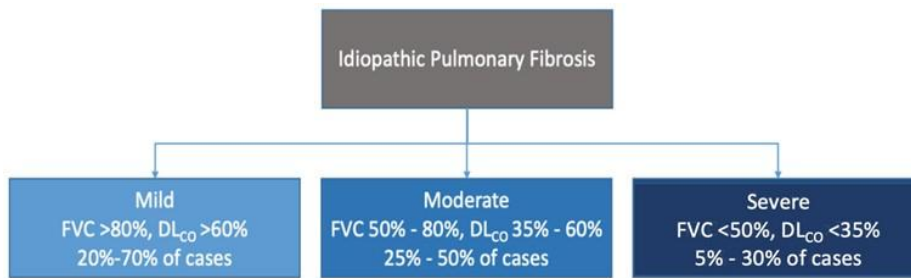 Idiopathic Pulmonary Fibrosis
Mild
FVC >80%, DLCO >60%
20%-70% of cases
Moderate
FVC 50% - 80%, DLCO 35% - 60%
25% - 50% of cases
Severe
FVC <50%, DLCO <35%
5% - 30% of cases